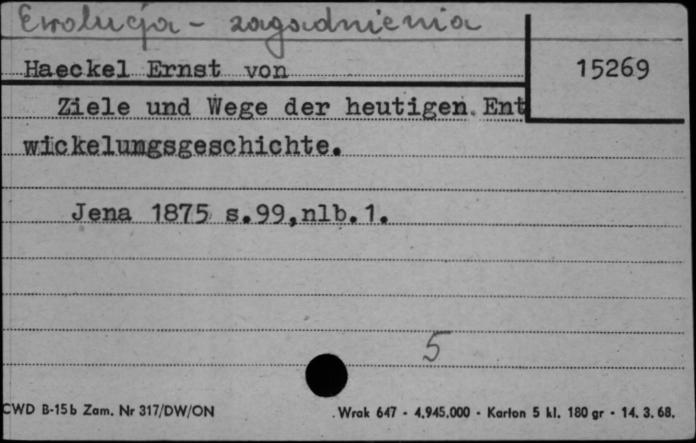 Ewolucja - zagadnienia
Haeckel Ernst von
15269
Ziele und Wege der heutigen Ent
wickelungsgeschichte.
Jena 1875 s.99,nlb.1.
5
CWD B-15b Zam. Nr 317/DW/ON
Wrak 647 - 4.945.000 - Karton 5 kl. 180 gr - 14. 3. 68.